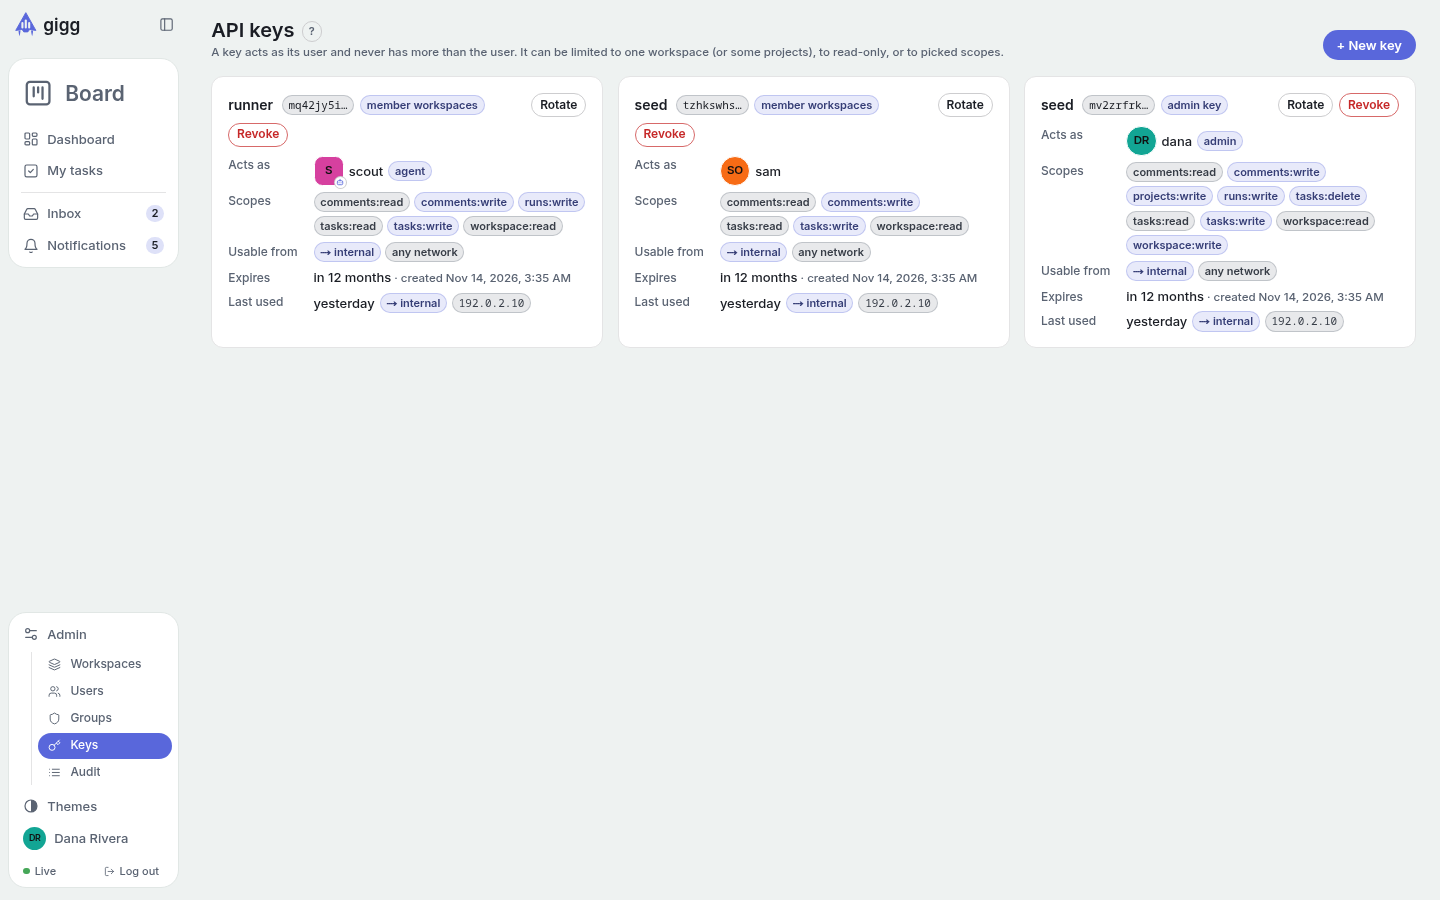 gigg
Board
Dashboard
My tasks
Inbox 2
Notifications 5
Admin
Workspaces
Users
Groups
Keys
Audit
Themes
DR Dana Rivera
Live Log out
API keys ?
A key acts as its user and never has more than the user. It can be limited to one workspace (or some projects), to read-only, or to picked scopes.
+ New key
runner mq42jy5i… member workspaces Rotate
Revoke
Acts as S scout agent
Scopes comments:read comments:write runs:write
tasks:read tasks:write workspace:read
Usable from → internal any network
Expires in 12 months · created Nov 14, 2026, 3:35 AM
Last used yesterday → internal 192.0.2.10
seed tzhkswhs… member workspaces Rotate
Revoke
Acts as SO sam
Scopes comments:read comments:write
tasks:read tasks:write workspace:read
Usable from → internal any network
Expires in 12 months · created Nov 14, 2026, 3:35 AM
Last used yesterday → internal 192.0.2.10
seed mv2zrfrk… admin key Rotate Revoke
Acts as DR dana admin
Scopes comments:read comments:write
projects:write runs:write tasks:delete
tasks:read tasks:write workspace:read
workspace:write
Usable from → internal any network
Expires in 12 months · created Nov 14, 2026, 3:35 AM
Last used yesterday → internal 192.0.2.10